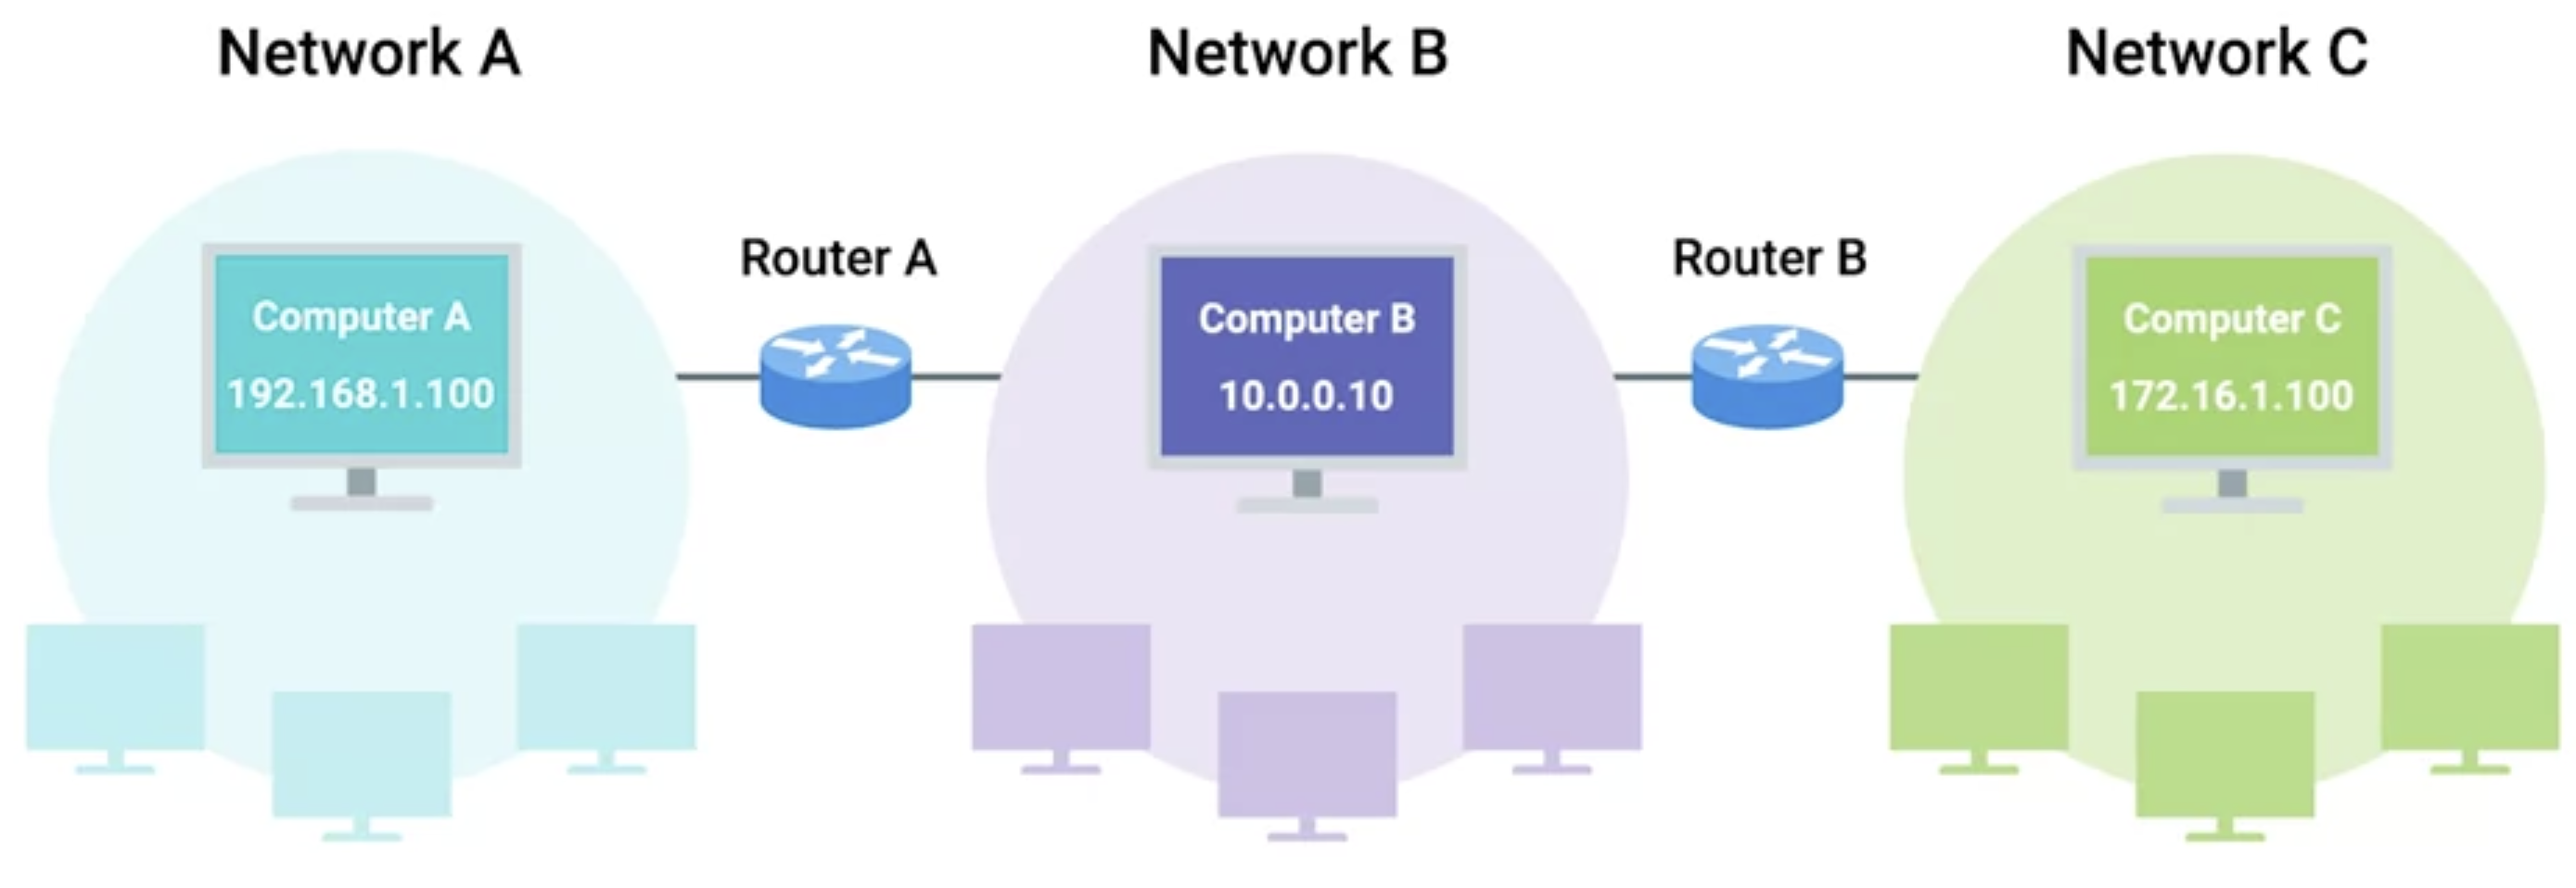 Network A
Network B
Network C
Router A
Router B
Computer A
192.168.1.100
Computer B
10.0.0.10
Computer C
172.16.1.100